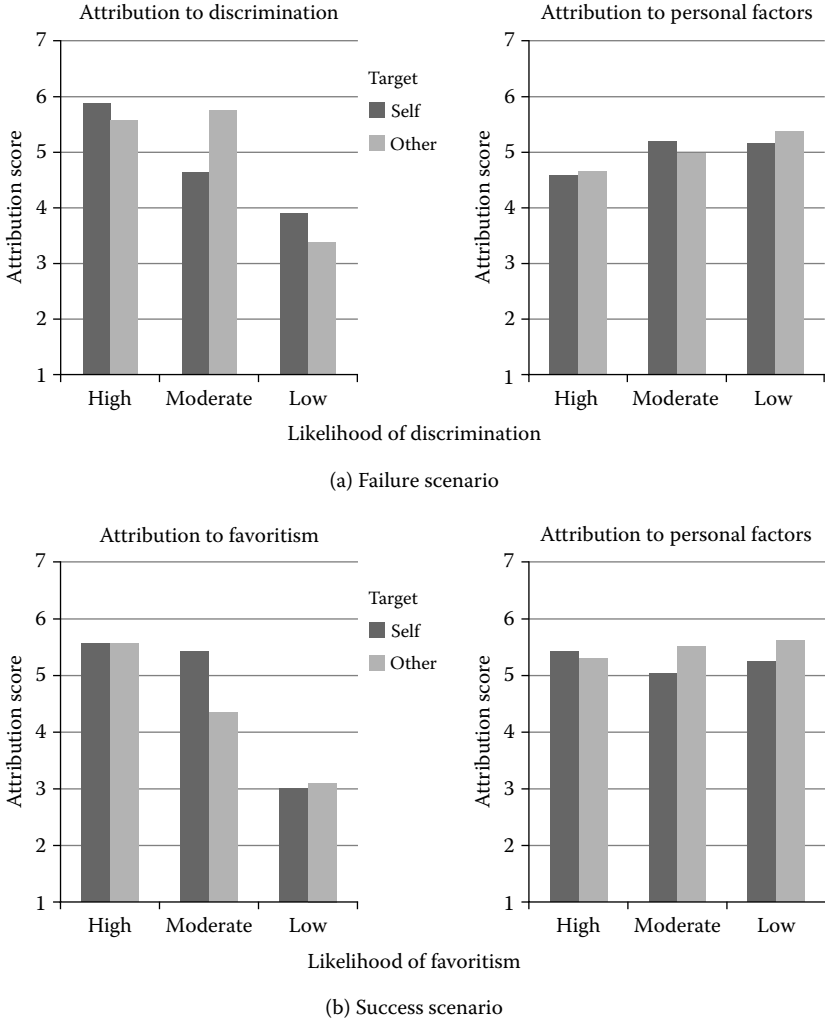 Attribution to discrimination
Attribution to personal factors
7
6
5
4
3
2
1
Attribution score
High
Moderate
Low
Target
Self
Other
7
6
5
4
3
2
1
Attribution score
High
Moderate
Low
Likelihood of discrimination
(a) Failure scenario
Attribution to favoritism
Attribution to personal factors
7
6
5
4
3
2
1
Attribution score
High
Moderate
Low
Target
Self
Other
7
6
5
4
3
2
1
Attribution score
High
Moderate
Low
Likelihood of favoritism
(b) Success scenario